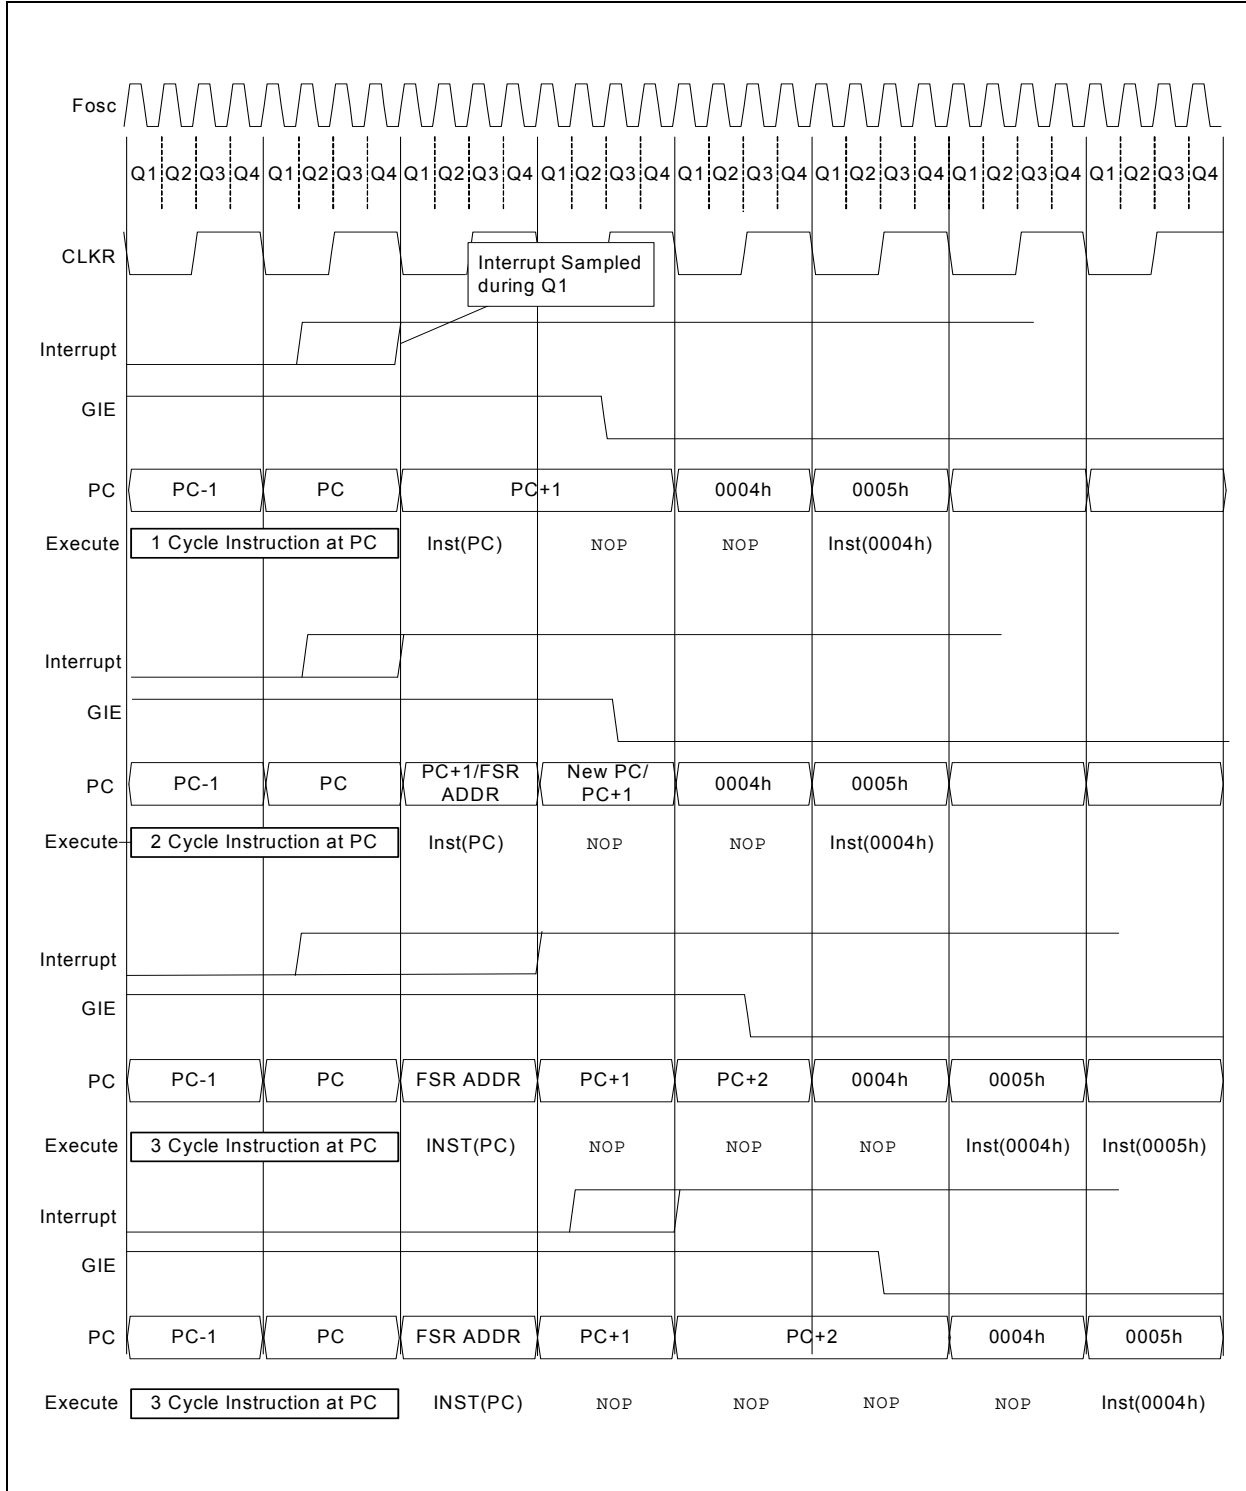 Fosc
Q1 Q2 Q3 Q4 Q1 Q2 Q3 Q4 Q1 Q2 Q3 Q4 Q1 Q2 Q3 Q4 Q1 Q2 Q3 Q4 Q1 Q2 Q3 Q4 Q1 Q2 Q3 Q4 Q1 Q2 Q3 Q4
CLKR
Interrupt Sampled
during Q1
Interrupt
GIE
PC PC-1 PC PC+1 0004h 0005h
Execute 1 Cycle Instruction at PC Inst(PC) NOP NOP Inst(0004h)
Interrupt
GIE
PC PC-1 PC PC+1/FSR ADDR New PC/ PC+1 0004h 0005h
Execute 2 Cycle Instruction at PC Inst(PC) NOP NOP Inst(0004h)
Interrupt
GIE
PC PC-1 PC FSR ADDR PC+1 PC+2 0004h 0005h
Execute 3 Cycle Instruction at PC INST(PC) NOP NOP NOP Inst(0004h) Inst(0005h)
Interrupt
GIE
PC PC-1 PC FSR ADDR PC+1 PC+2 0004h 0005h
Execute 3 Cycle Instruction at PC INST(PC) NOP NOP NOP NOP Inst(0004h)